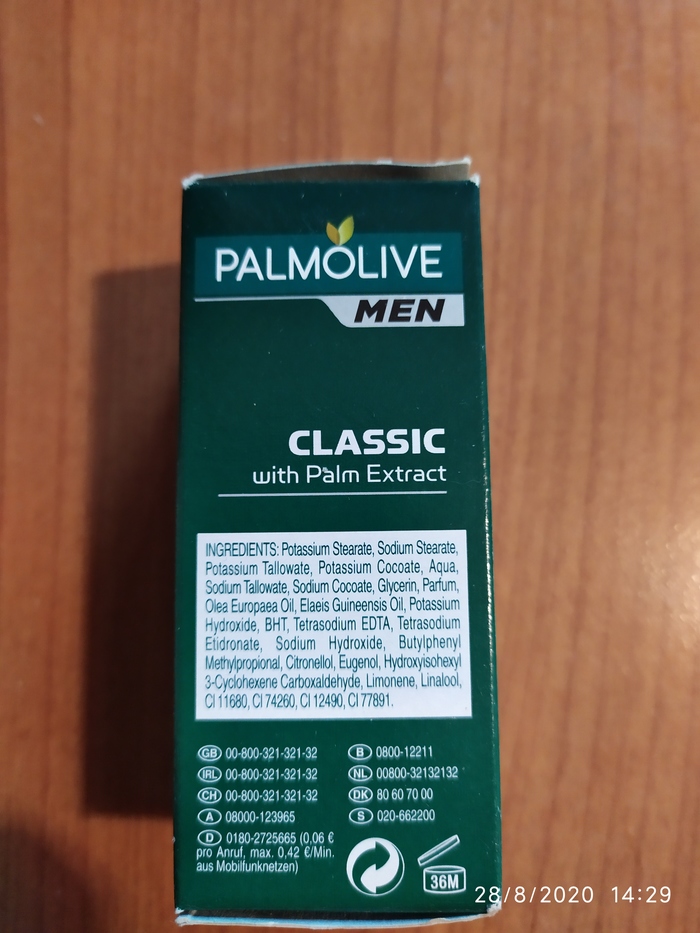 PALMOLIVE
MEN
CLASSIC
with Palm Extract
INGREDIENTS: Potassium Stearate, Sodium Stearate,
Potassium Tallowate, Potassium Cocoate, Aqua,
Sodium Tallowate, Sodium Cocoate, Glycerin, Parfum,
Olea Europaea Oil, Elaeis Guineensis Oil, Potassium
Hydroxide, BHT, Tetrasodium EDTA, Tetrasodium
Etidronate, Sodium Hydroxide, Butylphenyl
Methylpropional, Citronellol, Eugenol, Hydroxyisohexyl
3-Cyclohexene Carboxaldehyde, Limonene, Linalool,
CI 11680, CI 74260, CI 12490, CI 77891.
GB 00-800-321-321-32
IRL 00-800-321-321-32
CH 00-800-321-321-32
A 08000-123965
D 0180-2725665 (0,06 €
pro Anruf, max. 0,42 €/Min.
aus Mobilfunknetzen)
B 0800-12211
NL 00800-32132132
DK 80 60 70 00
S 020-662200
36M
28/8/2020 14:29